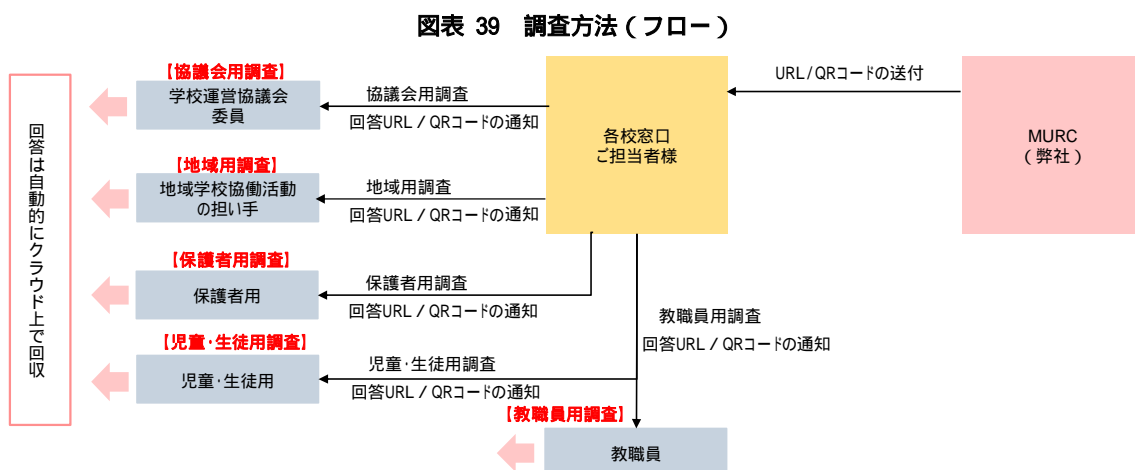 図表 39 調査方法（フロー）
【協議会用調査】
学校運営協議会
委員
協議会用調査
回答URL／QRコードの通知
【地域用調査】
地域学校協働活動
の担い手
地域用調査
回答URL／QRコードの通知
【保護者用調査】
保護者用
保護者用調査
回答URL／QRコードの通知
【児童・生徒用調査】
児童・生徒用
児童・生徒用調査
回答URL／QRコードの通知
【教職員用調査】
教職員
教職員用調査
回答URL／QRコードの通知
各校窓口
ご担当者様
URL/QRコードの送付
MURC
（弊社）
回答は自動的にクラウド上で回収